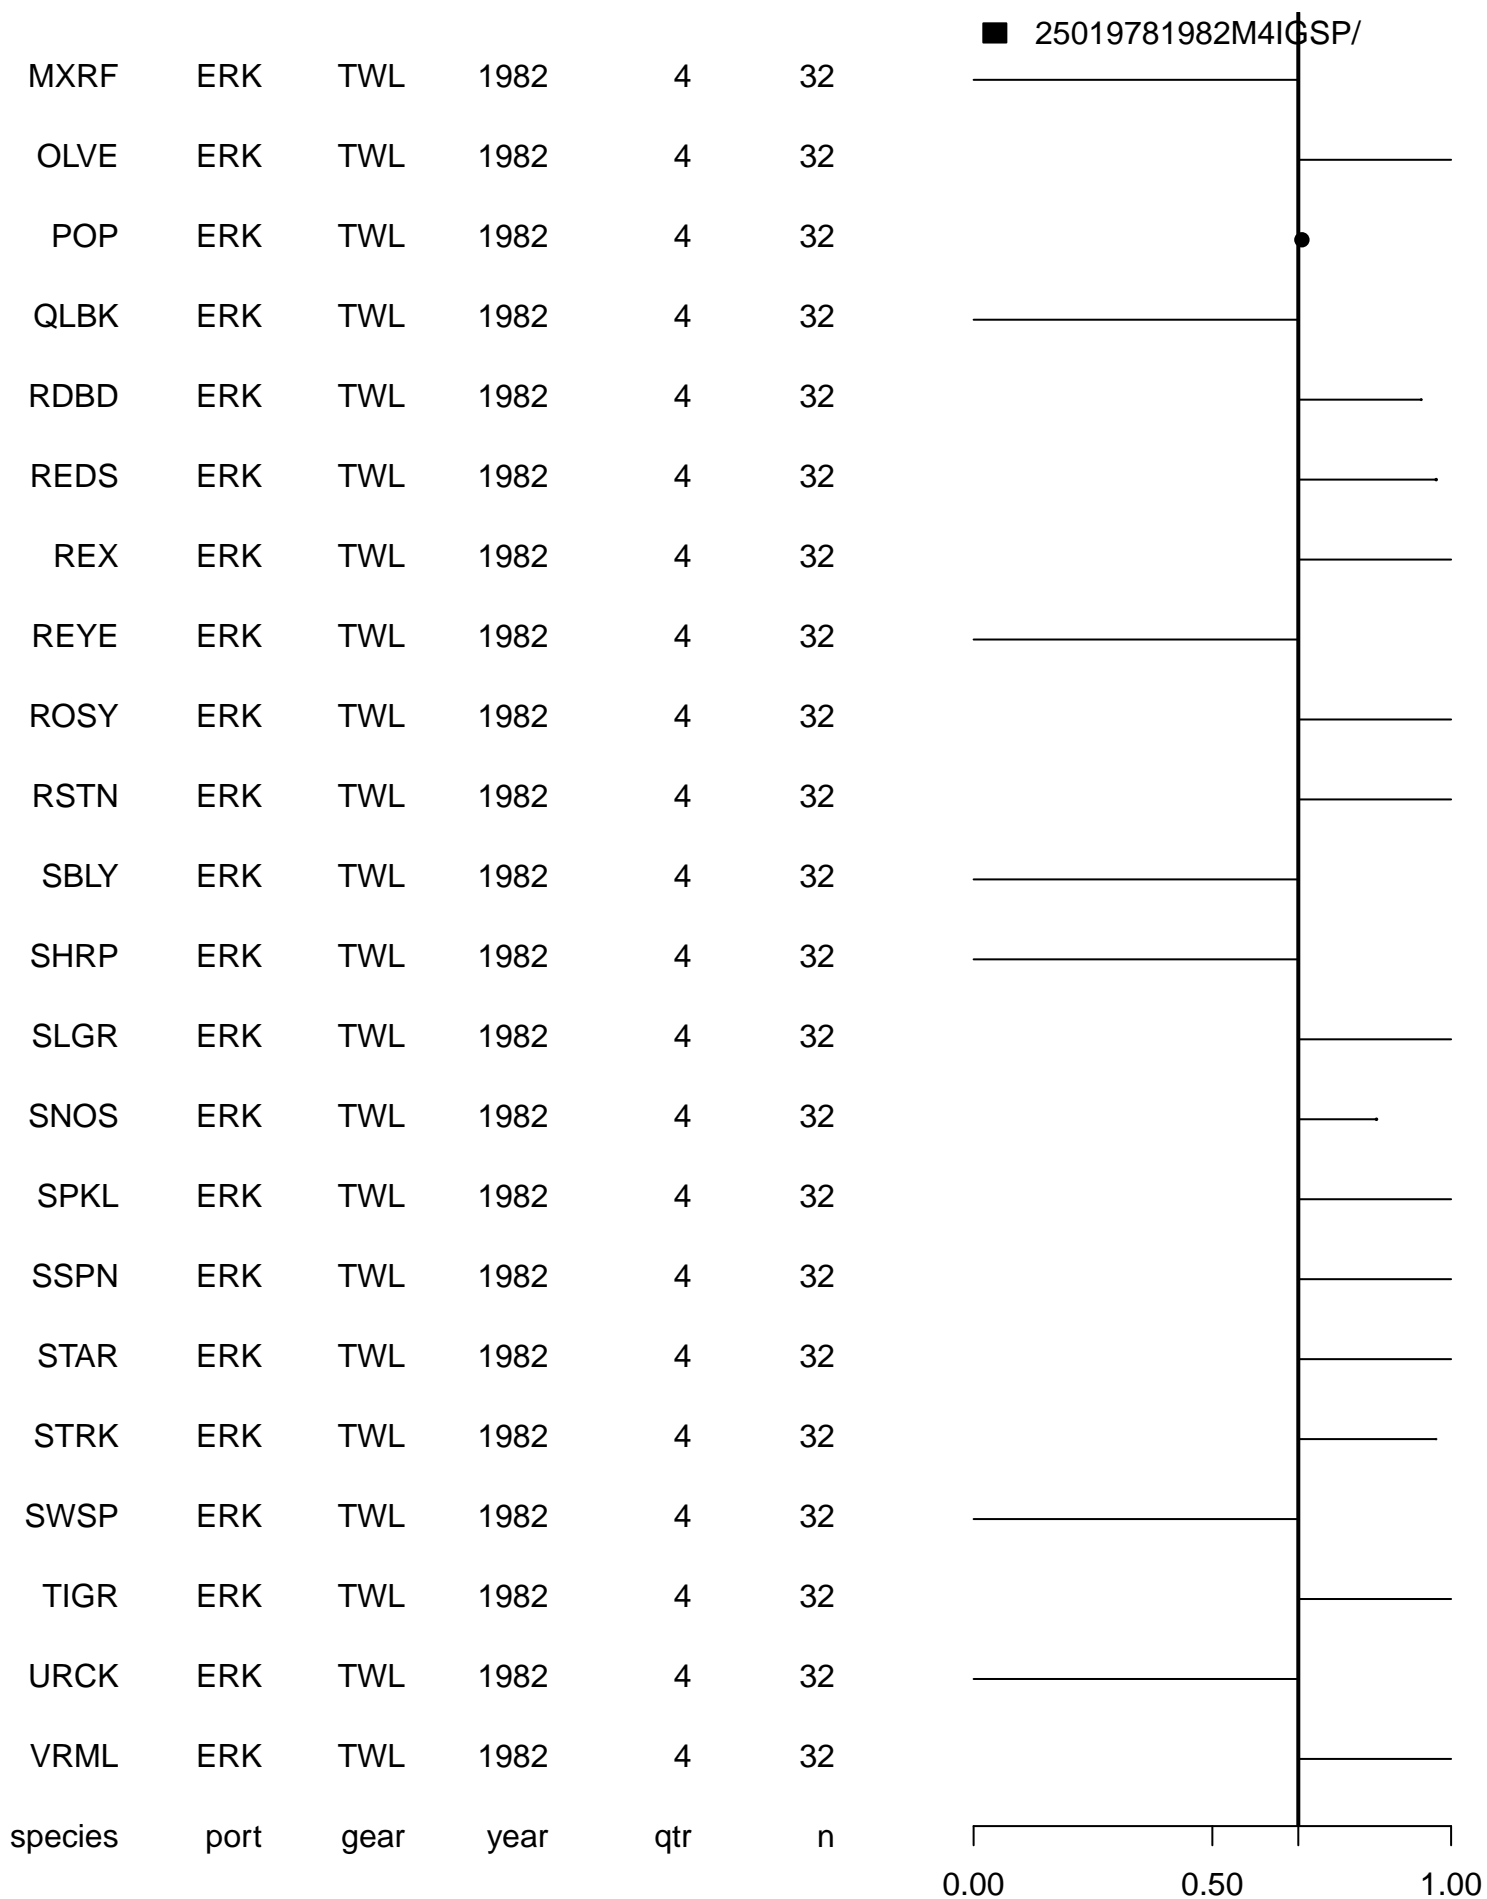 25019781982M4IGSP/
MXRF ERK TWL 1982 4 32
OLVE ERK TWL 1982 4 32
POP ERK TWL 1982 4 32
QLBK ERK TWL 1982 4 32
RDBD ERK TWL 1982 4 32
REDS ERK TWL 1982 4 32
REX ERK TWL 1982 4 32
REYE ERK TWL 1982 4 32
ROSY ERK TWL 1982 4 32
RSTN ERK TWL 1982 4 32
SBLY ERK TWL 1982 4 32
SHRP ERK TWL 1982 4 32
SLGR ERK TWL 1982 4 32
SNOS ERK TWL 1982 4 32
SPKL ERK TWL 1982 4 32
SSPN ERK TWL 1982 4 32
STAR ERK TWL 1982 4 32
STRK ERK TWL 1982 4 32
SWSP ERK TWL 1982 4 32
TIGR ERK TWL 1982 4 32
URCK ERK TWL 1982 4 32
VRML ERK TWL 1982 4 32
species port gear year qtr n
0.00 0.50 1.00